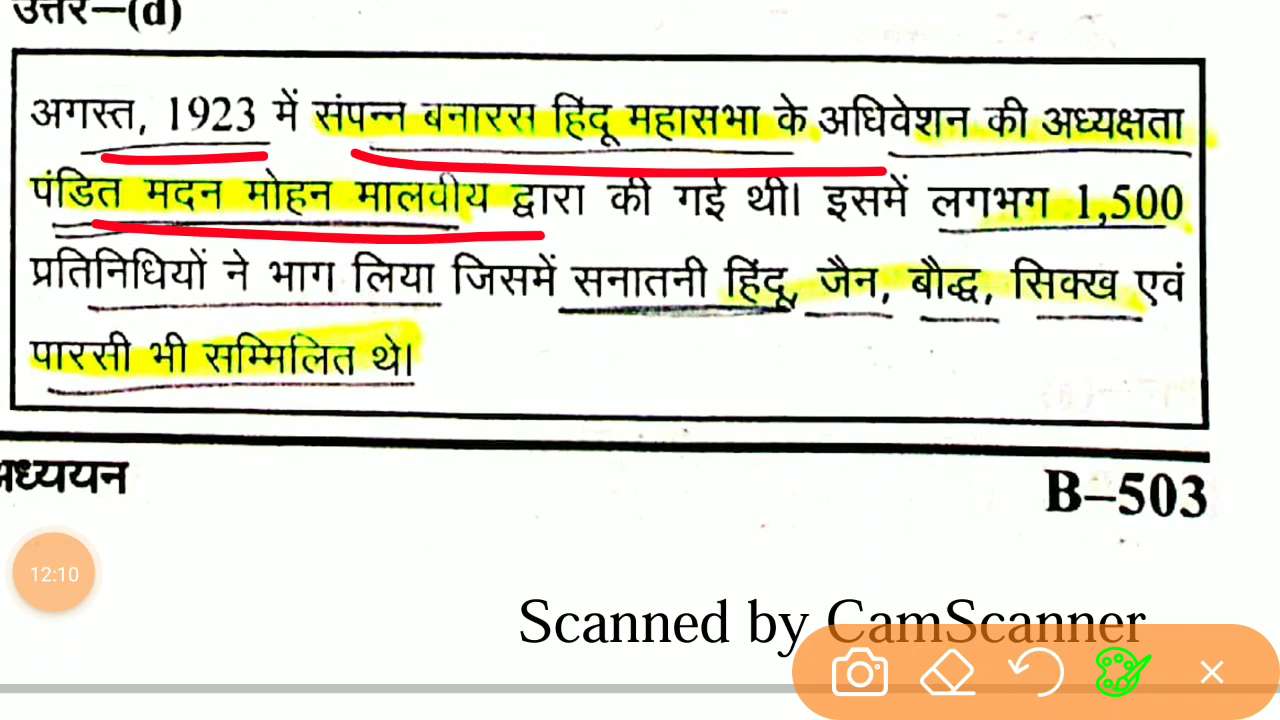 उत्तर–(d)
अगस्त, 1923 में संपन्न बनारस हिंदू महासभा के अधिवेशन की अध्यक्षता
पंडित मदन मोहन मालवीय द्वारा की गई थी। इसमें लगभग 1,500
प्रतिनिधियों ने भाग लिया जिसमें सनातनी हिंदू, जैन, बौद्ध, सिक्ख एवं
पारसी भी सम्मिलित थे।
अध्ययन B–503
12:10
Scanned by CamScanner